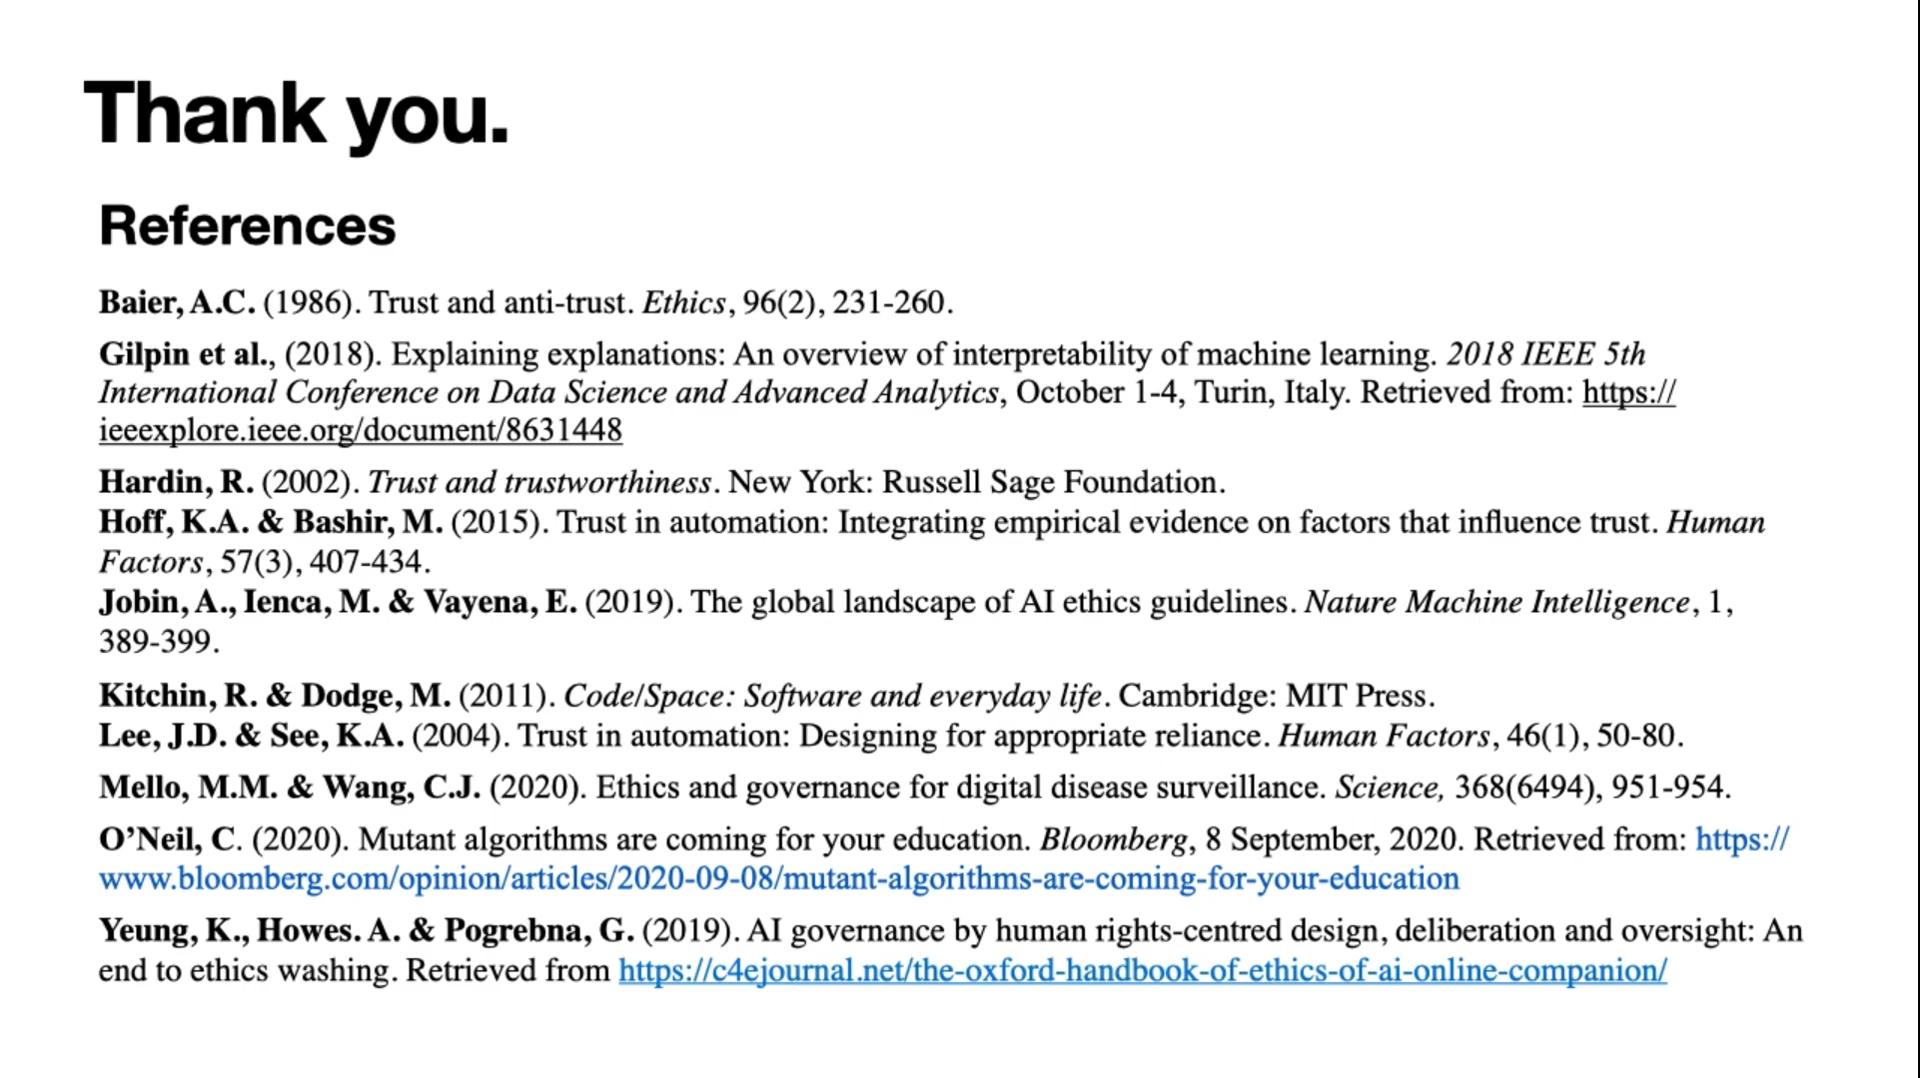 Thank you.
References
Baier, A.C. (1986). Trust and anti-trust. Ethics, 96(2), 231-260.
Gilpin et al., (2018). Explaining explanations: An overview of interpretability of machine learning. 2018 IEEE 5th
International Conference on Data Science and Advanced Analytics, October 1-4, Turin, Italy. Retrieved from: https://
ieeexplore.ieee.org/document/8631448
Hardin, R. (2002). Trust and trustworthiness. New York: Russell Sage Foundation.
Hoff, K.A. & Bashir, M. (2015). Trust in automation: Integrating empirical evidence on factors that influence trust. Human
Factors, 57(3), 407-434.
Jobin, A., Ienca, M. & Vayena, E. (2019). The global landscape of AI ethics guidelines. Nature Machine Intelligence, 1,
389-399.
Kitchin, R. & Dodge, M. (2011). Code/Space: Software and everyday life. Cambridge: MIT Press.
Lee, J.D. & See, K.A. (2004). Trust in automation: Designing for appropriate reliance. Human Factors, 46(1), 50-80.
Mello, M.M. & Wang, C.J. (2020). Ethics and governance for digital disease surveillance. Science, 368(6494), 951-954.
O’Neil, C. (2020). Mutant algorithms are coming for your education. Bloomberg, 8 September, 2020. Retrieved from: https://
www.bloomberg.com/opinion/articles/2020-09-08/mutant-algorithms-are-coming-for-your-education
Yeung, K., Howes. A. & Pogrebna, G. (2019). AI governance by human rights-centred design, deliberation and oversight: An
end to ethics washing. Retrieved from https://c4ejournal.net/the-oxford-handbook-of-ethics-of-ai-online-companion/